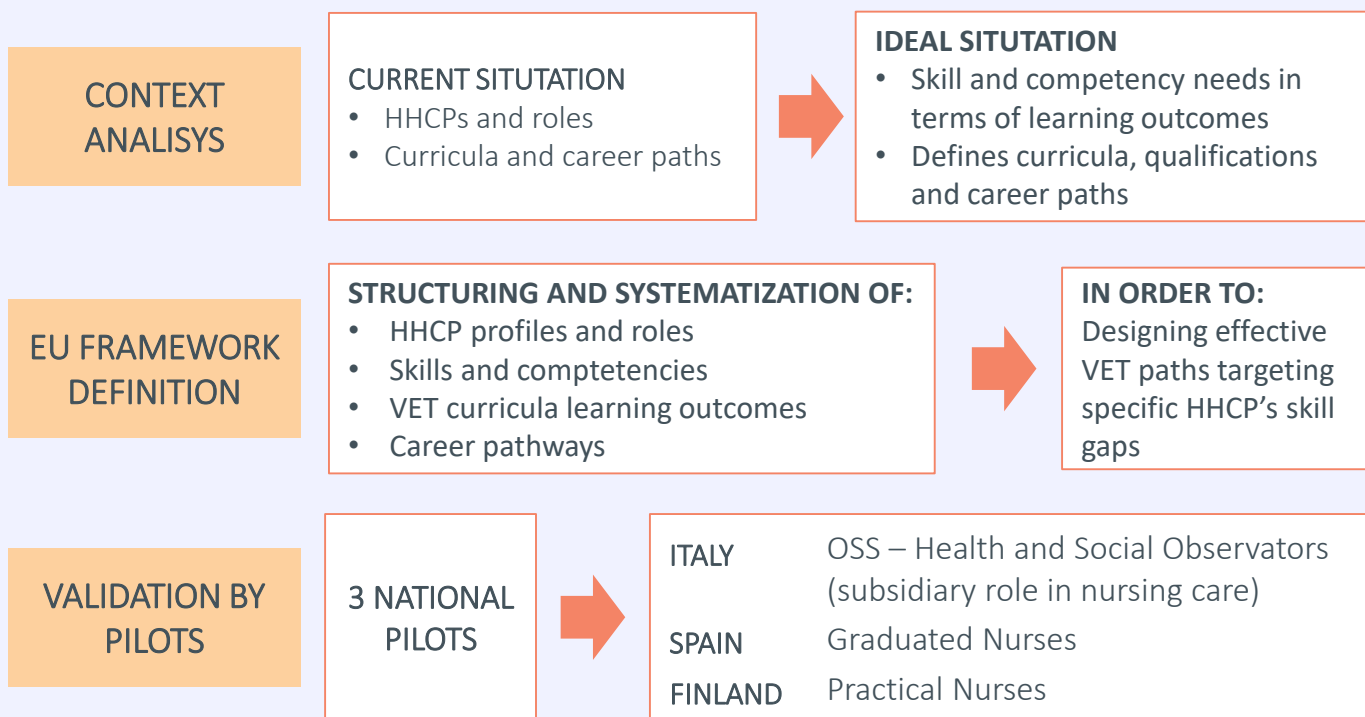 CONTEXT
ANALISYS
CURRENT SITUTATION
• HHCPs and roles
• Curricula and career paths
IDEAL SITUTATION
• Skill and competency needs in
terms of learning outcomes
• Defines curricula, qualifications
and career paths
EU FRAMEWORK
DEFINITION
STRUCTURING AND SYSTEMATIZATION OF:
• HHCP profiles and roles
• Skills and comptetencies
• VET curricula learning outcomes
• Career pathways
IN ORDER TO:
Designing effective
VET paths targeting
specific HHCP’s skill
gaps
VALIDATION BY
PILOTS
3 NATIONAL
PILOTS
ITALY OSS – Health and Social Observators
(subsidiary role in nursing care)
SPAIN Graduated Nurses
FINLAND Practical Nurses